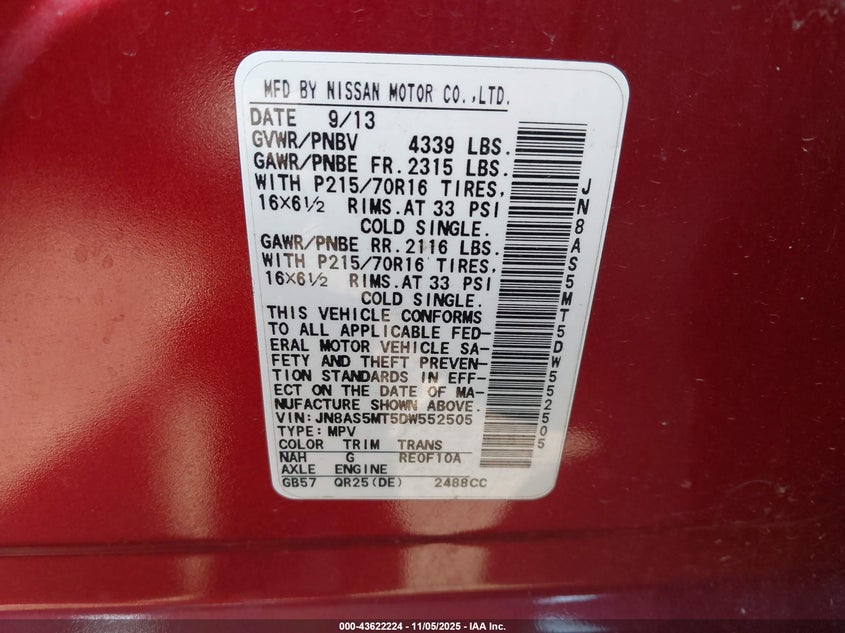 MFD BY NISSAN MOTOR CO.,LTD.
DATE 9/13
GVWR/PNBV 4339 LBS.
GAWR/PNBE FR. 2315 LBS.
WITH P215/70R16 TIRES,
16×6½ RIMS. AT 33 PSI
COLD SINGLE.
GAWR/PNBE RR. 2116 LBS.
WITH P215/70R16 TIRES,
16×6½ RIMS. AT 33 PSI
COLD SINGLE.
THIS VEHICLE CONFORMS
TO ALL APPLICABLE FED-
ERAL MOTOR VEHICLE SA-
FETY AND THEFT PREVEN-
TION STANDARDS IN EFF-
ECT ON THE DATE OF MA-
NUFACTURE SHOWN ABOVE.
VIN: JN8AS5MT5DW552505
TYPE: MPV
COLOR TRIM TRANS
NAH G RE0F10A
AXLE ENGINE
GB57 QR25(DE) 2488CC
JN8AS5MT5DW552505
000-43622224 - 11/05/2025 - IAA Inc.